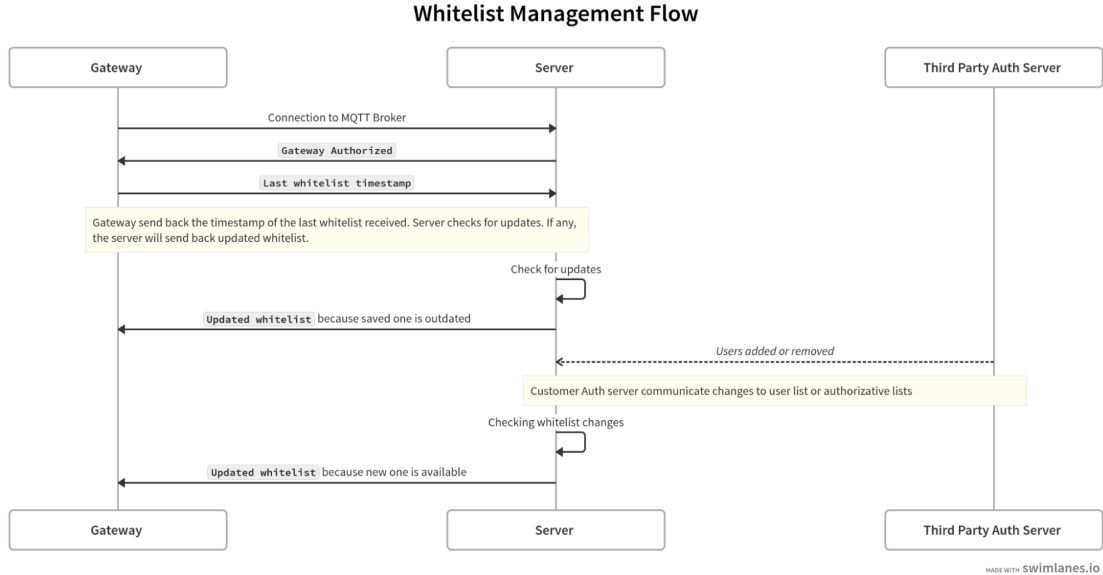 Whitelist Management Flow
Gateway
Server
Third Party Auth Server
Connection to MQTT Broker
Gateway Authorized
Last whitelist timestamp
Gateway send back the timestamp of the last whitelist received. Server checks for updates. If any,
the server will send back updated whitelist.
Check for updates
Updated whitelist because saved one is outdated
Users added or removed
Customer Auth server communicate changes to user list or authorizative lists
Checking whitelist changes
Updated whitelist because new one is available
Gateway
Server
Third Party Auth Server
MADE WITH swimlanes.io